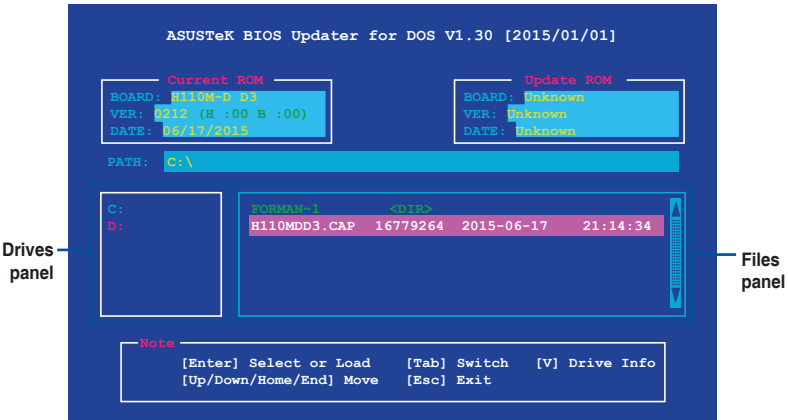 ASUSTeK BIOS Updater for DOS V1.30 [2015/01/01]
Current ROM
BOARD: H110M-D D3
VER: 0212 (H :00 B :00)
DATE: 06/17/2015
Update ROM
BOARD: Unknown
VER: Unknown
DATE: Unknown
PATH: C:\
C:
D:
FORMAN~1 <DIR>
H110MDD3.CAP 16779264 2015-06-17 21:14:34
Drives
panel
Files
panel
Note
[Enter] Select or Load [Tab] Switch [V] Drive Info
[Up/Down/Home/End] Move [Esc] Exit